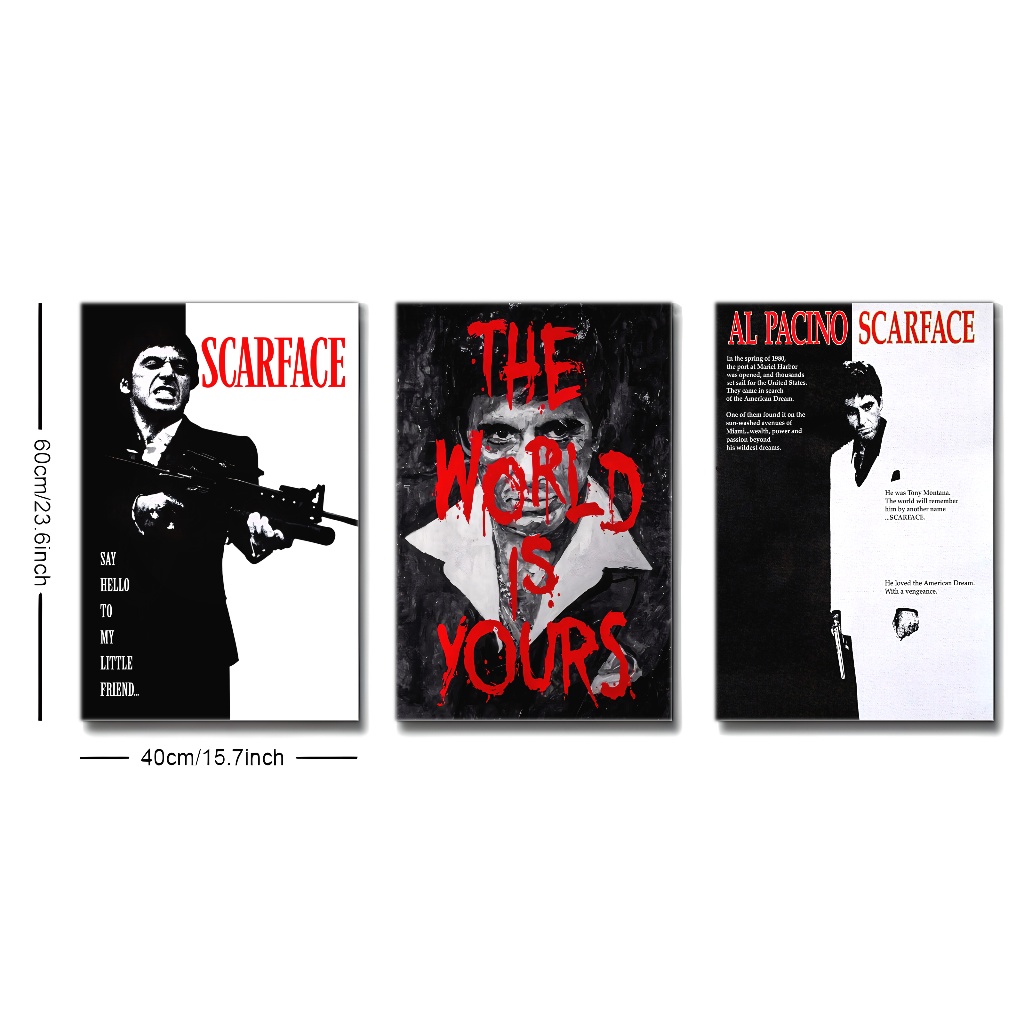 SCARFACE
SAY
HELLO
TO
MY
LITTLE
FRIEND...
THE
WORLD
IS
YOURS
AL PACINO SCARFACE
In the spring of 1980,
the port at Mariel Harbor
was opened, and thousands
set sail for the United States.
They came in search
of the American Dream.
One of them found it on the
sun-washed avenues of
Miami...wealth, power and
passion beyond
his wildest dreams.
He was Tony Montana.
The world will remember
him by another name
...SCARFACE.
He loved the American Dream.
With a vengeance.
60cm/23.6inch
40cm/15.7inch